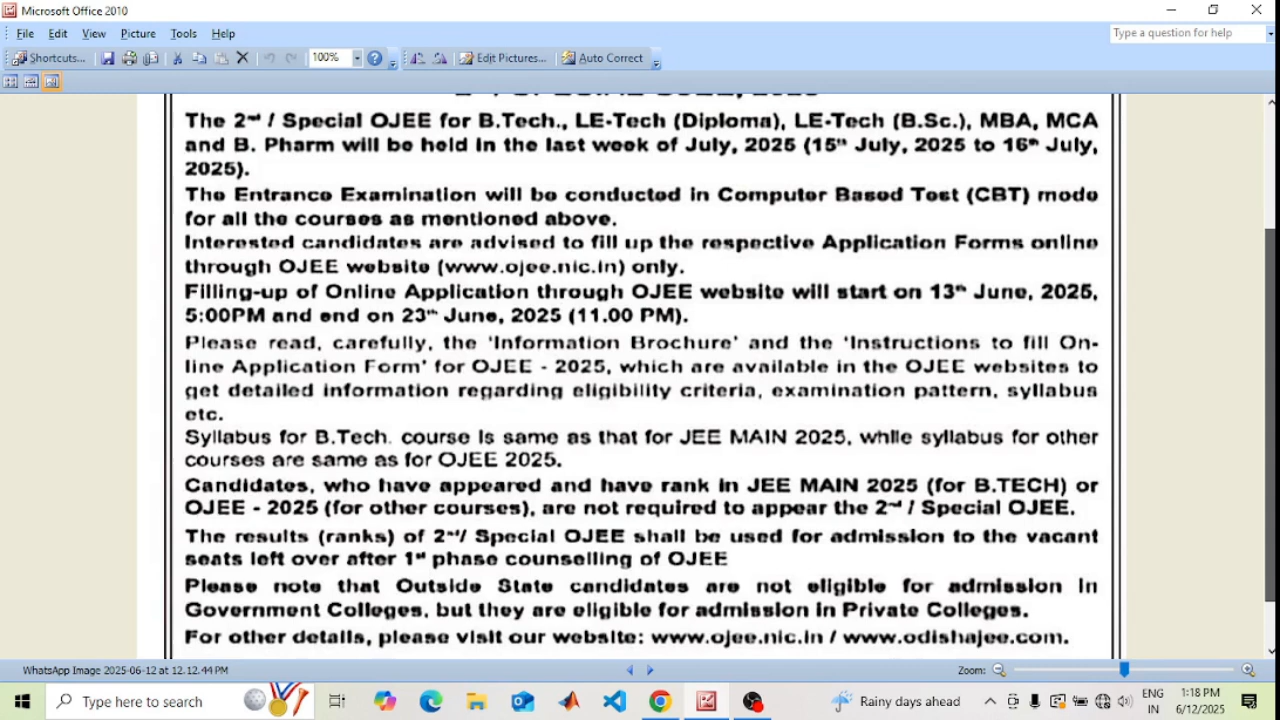 Microsoft Office 2010
File Edit View Picture Tools Help
Type a question for help
Shortcuts... 100% Edit Pictures... Auto Correct
The 2nd / Special OJEE for B.Tech., LE-Tech (Diploma), LE-Tech (B.Sc.), MBA, MCA
and B. Pharm will be held in the last week of July, 2025 (15th July, 2025 to 16th July,
2025).
The Entrance Examination will be conducted in Computer Based Test (CBT) mode
for all the courses as mentioned above.
Interested candidates are advised to fill up the respective Application Forms online
through OJEE website (www.ojee.nic.in) only.
Filling-up of Online Application through OJEE website will start on 13th June, 2025,
5:00PM and end on 23th June, 2025 (11.00 PM).
Please read, carefully, the 'Information Brochure' and the 'Instructions to fill On-
line Application Form' for OJEE - 2025, which are available in the OJEE websites to
get detailed information regarding eligibility criteria, examination pattern, syllabus
etc.
Syllabus for B.Tech. course is same as that for JEE MAIN 2025, while syllabus for other
courses are same as for OJEE 2025.
Candidates, who have appeared and have rank in JEE MAIN 2025 (for B.TECH) or
OJEE - 2025 (for other courses), are not required to appear the 2nd / Special OJEE.
The results (ranks) of 2nd/ Special OJEE shall be used for admission to the vacant
seats left over after 1st phase counselling of OJEE
Please note that Outside State candidates are not eligible for admission in
Government Colleges, but they are eligible for admission in Private Colleges.
For other details, please visit our website: www.ojee.nic.in / www.odishajee.com.
WhatsApp Image 2025-06-12 at 12.12.44 PM
Zoom:
Type here to search
Rainy days ahead
ENG
IN
1:18 PM
6/12/2025